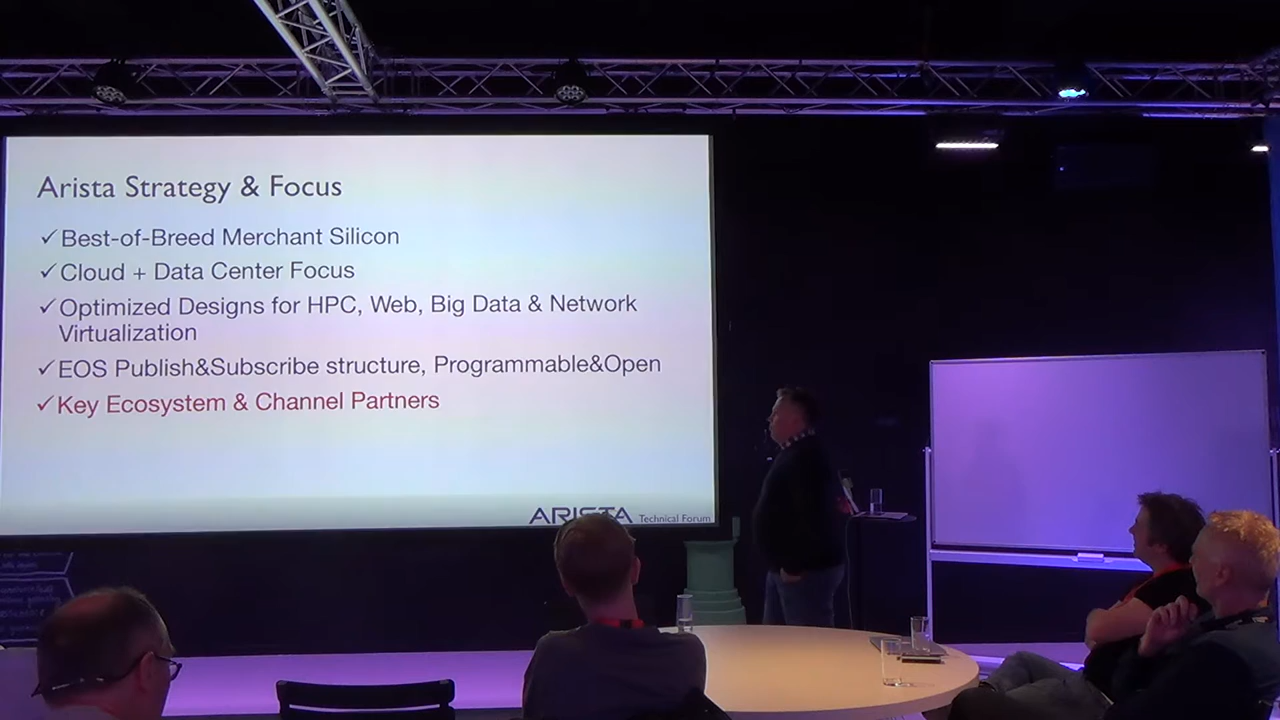 Arista Strategy & Focus
✓Best-of-Breed Merchant Silicon
✓Cloud + Data Center Focus
✓Optimized Designs for HPC, Web, Big Data & Network
Virtualization
✓EOS Publish&Subscribe structure, Programmable&Open
✓Key Ecosystem & Channel Partners
ARISTA Technical Forum